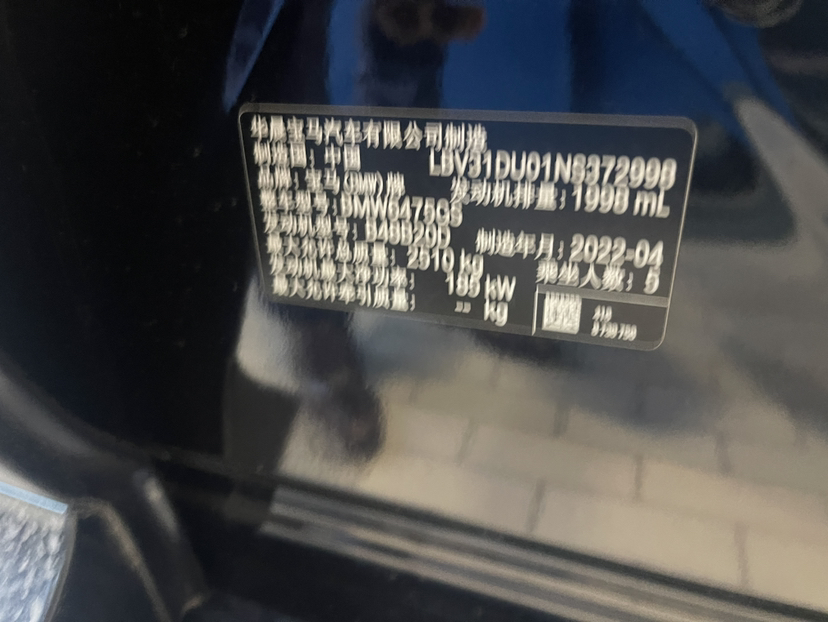 华晨宝马汽车有限公司制造
制造国：中国 LBV31DU01NS372998
品牌：宝马(BMW)牌 发动机排量：1998 mL
整车型号：BMW6475GS
发动机型号：B48B20D 制造年月：2022-04
最大允许总质量：2510 kg 乘坐人数：5
发动机最大净功率： 185 kW
最大允许牵引质量： -- kg